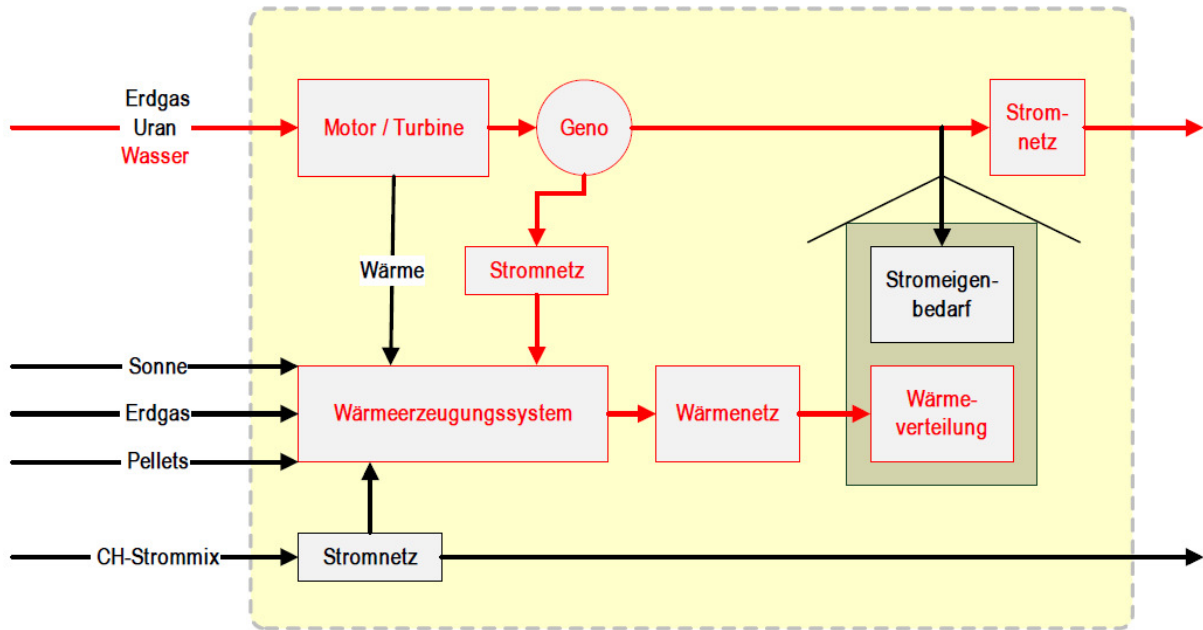 Erdgas
Uran
Wasser
Motor / Turbine
Geno
Strom-
netz
Wärme
Stromnetz
Stromeigen-
bedarf
Sonne
Erdgas
Pellets
Wärmeerzeugungssystem
Wärmenetz
Wärme-
verteilung
CH-Strommix
Stromnetz